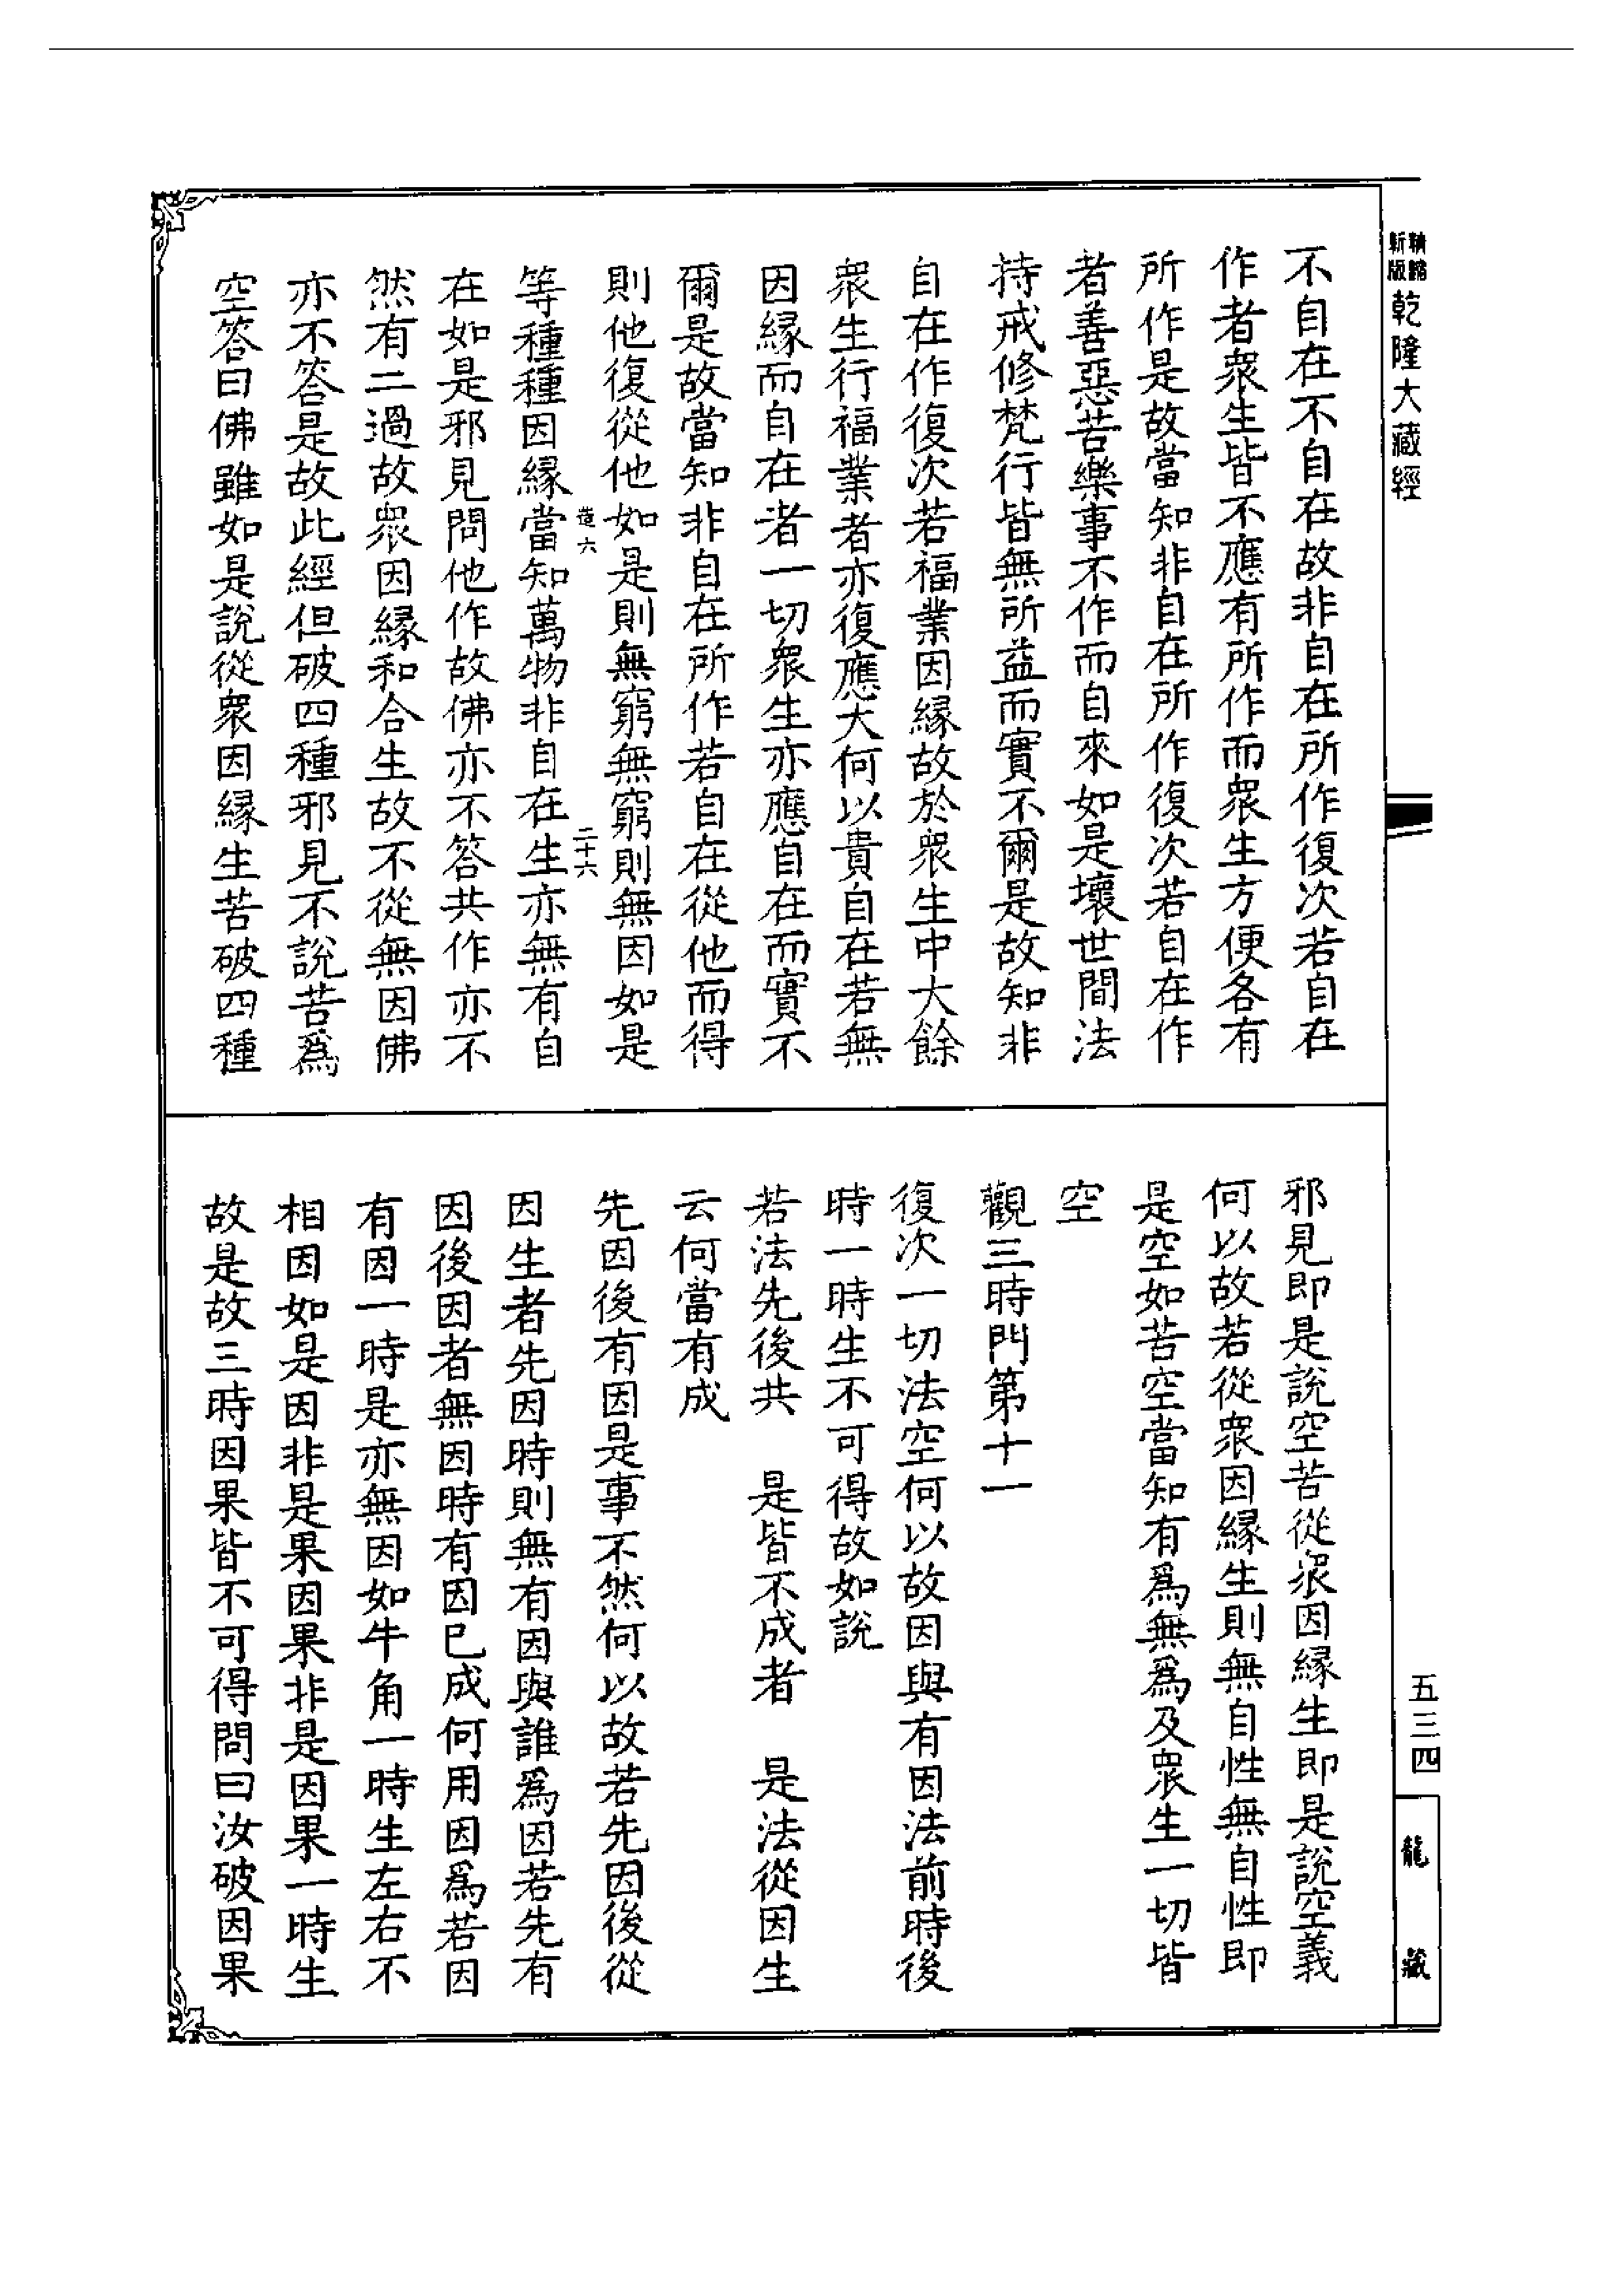 新版
精縮
乾隆大藏經
五三四
龍藏
不自在不自在故非自在所作復次若自在
作者衆生皆不應有所作而衆生方便各有
所作是故當知非自在所作復次若自在作
者善惡苦樂事不作而自來如是壞世間法
持戒修梵行皆無所益而實不爾是故知非
自在作復次若福業因緣故於衆生中大餘
衆生行福業者亦復應大何以貴自在若無
因緣而自在者一切衆生亦應自在而實不
爾是故當知非自在所作若自在從他而得
則他復從他如是則無窮無窮則無因如是
二十六
等種種因緣當知萬物非自在生亦無有自
在如是邪見問他作故佛亦不答共作亦不
然有二過故衆因緣和合生故不從無因佛
亦不答是故此經但破四種邪見不說苦爲
空答曰佛雖如是說從衆因緣生苦破四種
邪見即是說空苦從衆因緣生即是說空義
何以故若從衆因緣生則無自性無自性即
是空如苦空當知有爲無爲及衆生一切皆
空
觀三時門第十一
復次一切法空何以故因與有因法前時後
時一時生不可得故如說
若法先後共 是皆不成者 是法從因生
云何當有成
先因後有因是事不然何以故若先因後從
因生者先因時則無有因與誰爲因若先有
因後因者無因時有因已成何用因爲若因
有因一時是亦無因如牛角一時生左右不
相因如是因非是果因果非是因果一時生
故是故三時因果皆不可得問曰汝破因果